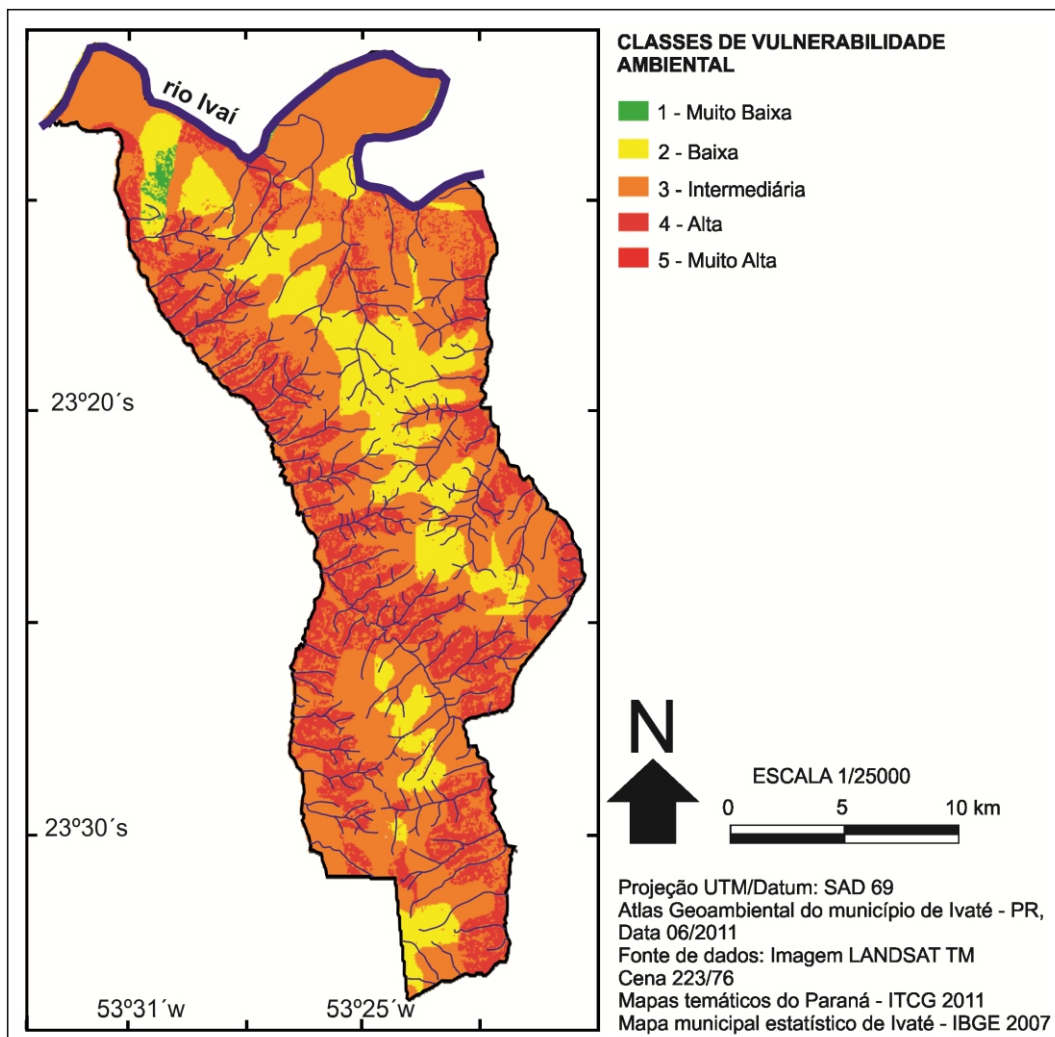 CLASSES DE VULNERABILIDADE
AMBIENTAL
rio Ivaí
1 - Muito Baixa
2 - Baixa
3 - Intermediária
4 - Alta
5 - Muito Alta
23º20´s
N
ESCALA 1/25000
0 5 10 km
23º30´s
Projeção UTM/Datum: SAD 69
Atlas Geoambiental do município de Ivaté - PR,
Data 06/2011
Fonte de dados: Imagem LANDSAT TM
Cena 223/76
Mapas temáticos do Paraná - ITCG 2011
Mapa municipal estatístico de Ivaté - IBGE 2007
53º31´w 53º25´w